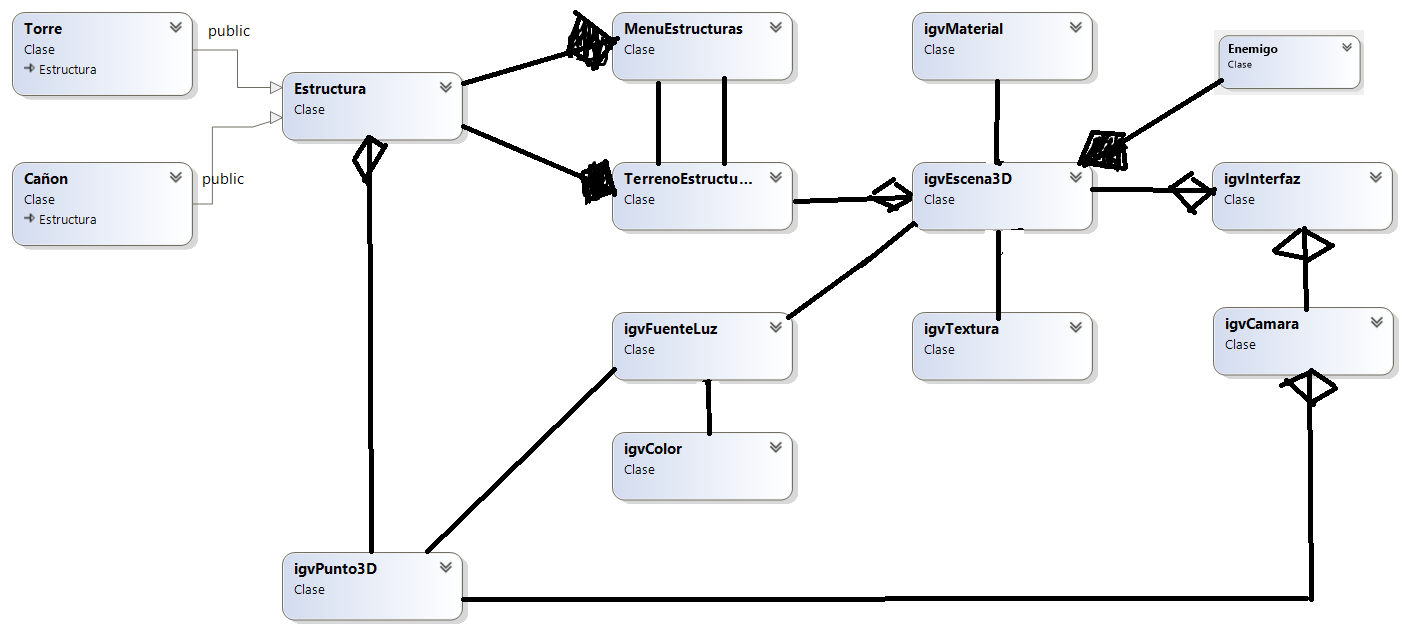 Torre
Clase
Estructura
public
Estructura
Clase
Cañon
Clase
Estructura
public
MenuEstructuras
Clase
TerrenoEstructu...
Clase
igvMaterial
Clase
Enemigo
Clase
igvEscena3D
Clase
igvInterfaz
Clase
igvFuenteLuz
Clase
igvTextura
Clase
igvCamara
Clase
igvColor
Clase
igvPunto3D
Clase